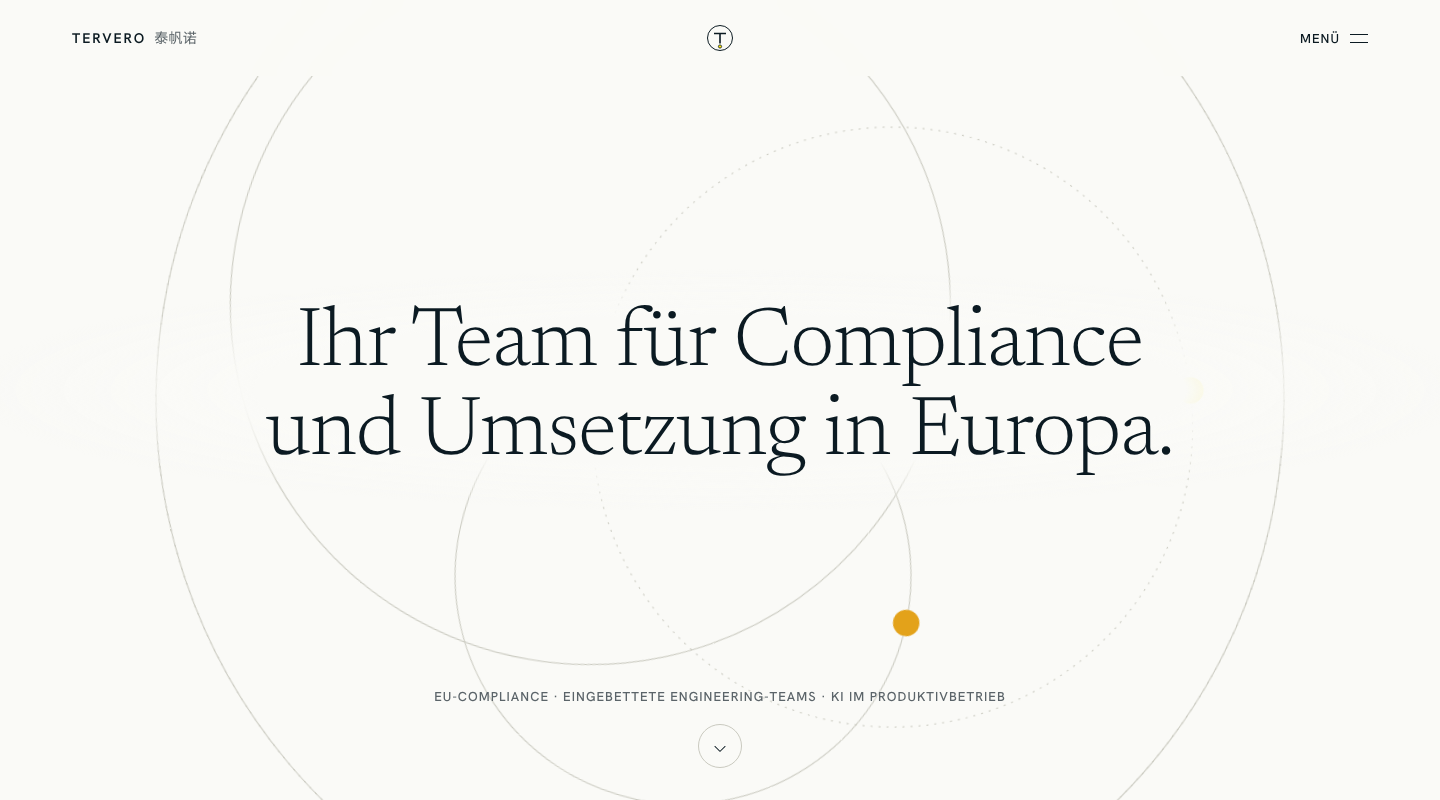 TERVERO 泰帆诺
T
MENÜ
Ihr Team für Compliance
und Umsetzung in Europa.
EU-COMPLIANCE · EINGEBETTETE ENGINEERING-TEAMS · KI IM PRODUKTIVBETRIEB